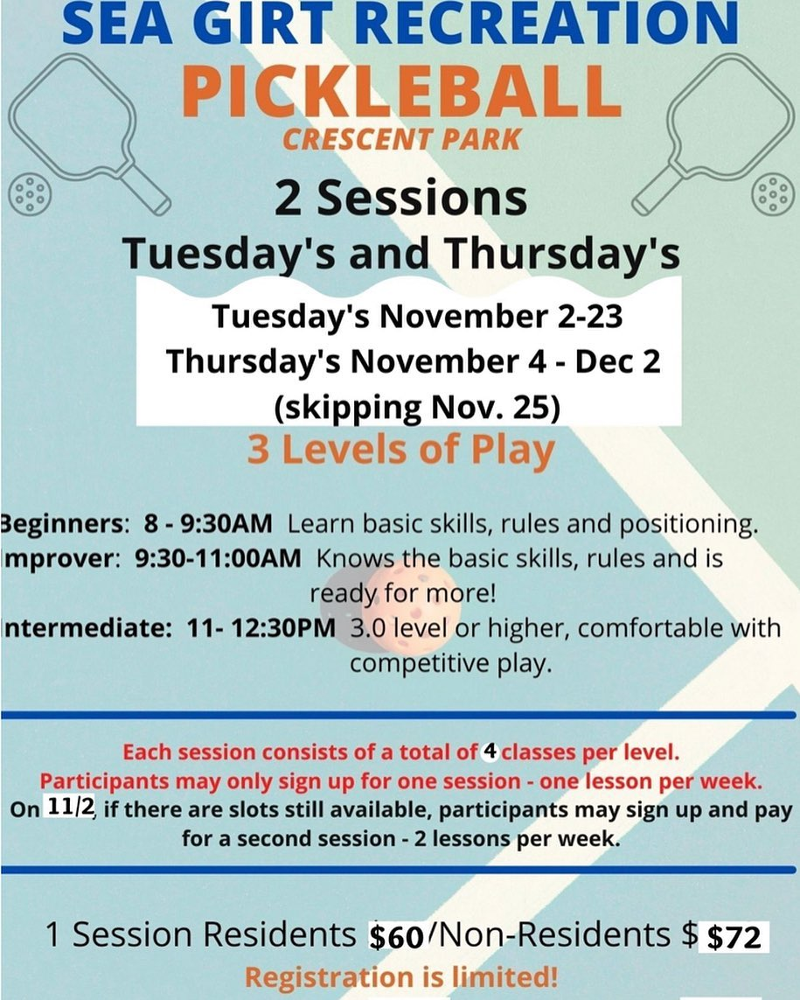 SEA GIRT RECREATION
PICKLEBALL
CRESCENT PARK
2 Sessions
Tuesday's and Thursday's
Tuesday's November 2-23
Thursday's November 4 - Dec 2
(skipping Nov. 25)
3 Levels of Play
Beginners: 8 - 9:30AM Learn basic skills, rules and positioning.
mprover: 9:30-11:00AM Knows the basic skills, rules and is
ready for more!
ntermediate: 11- 12:30PM 3.0 level or higher, comfortable with
competitive play.
Each session consists of a total of 4 classes per level.
Participants may only sign up for one session - one lesson per week.
On 11/2, if there are slots still available, participants may sign up and pay
for a second session - 2 lessons per week.
1 Session Residents $60/Non-Residents $ $72
Registration is limited!